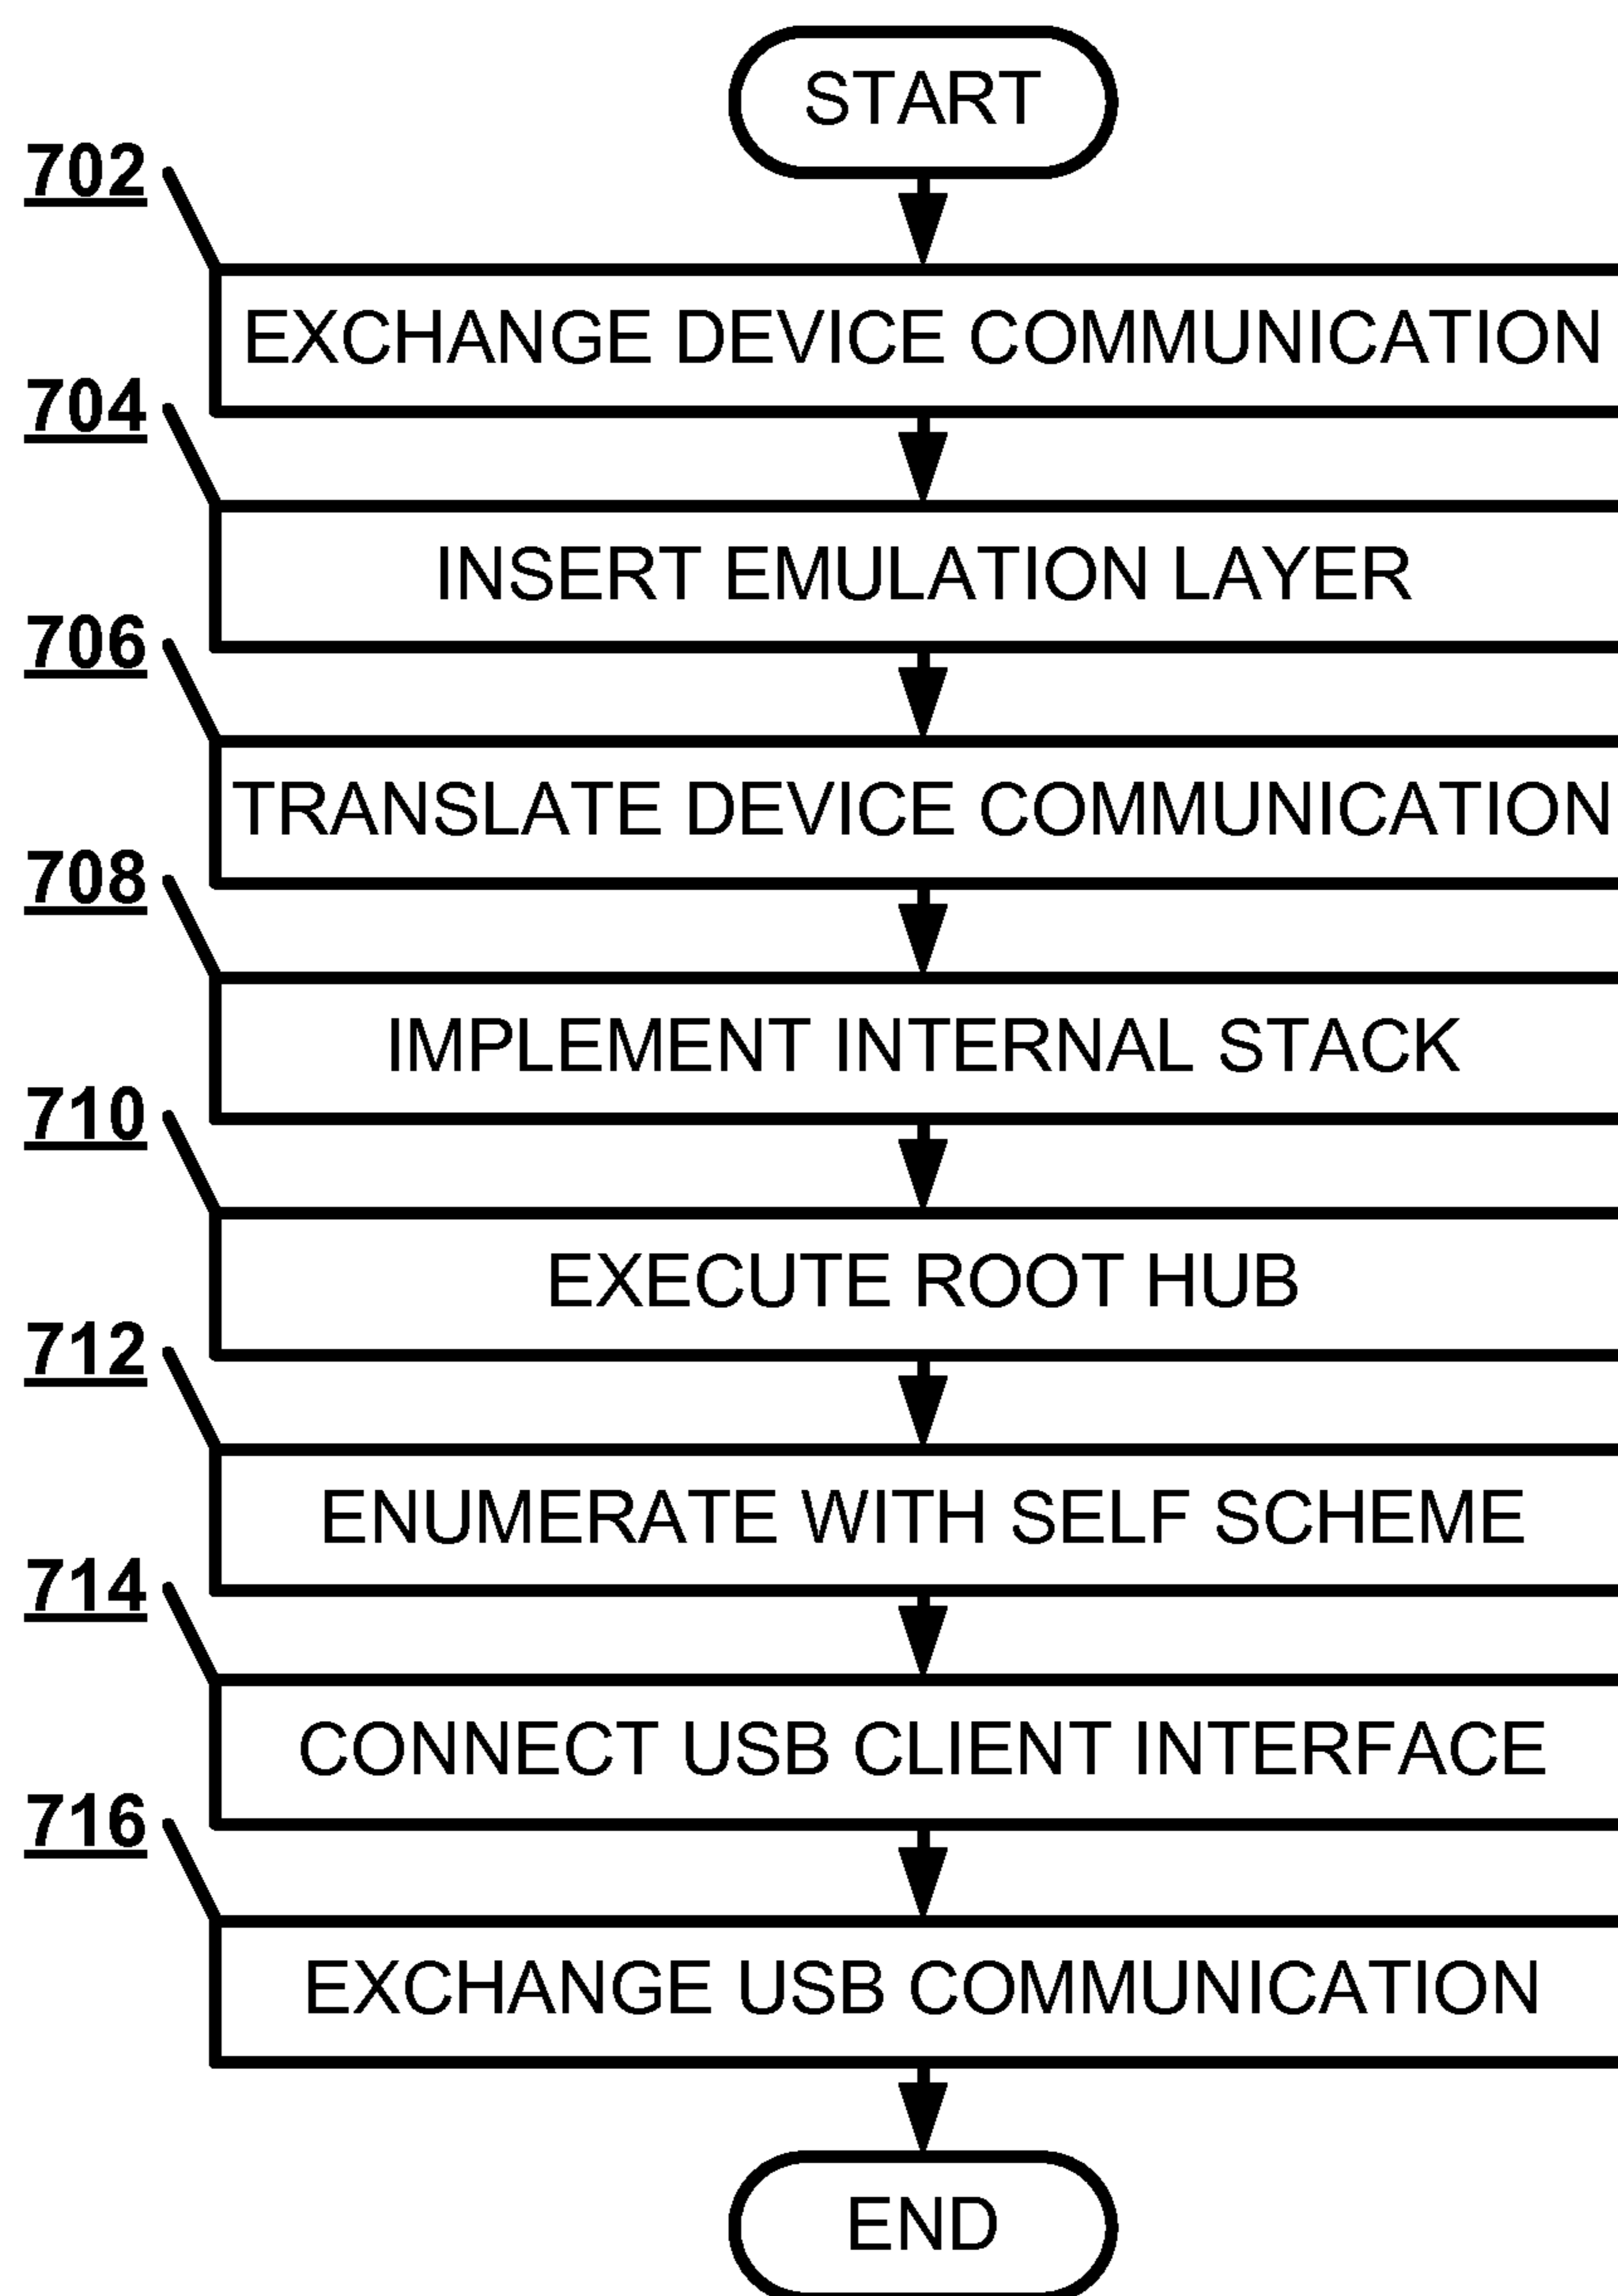 START
702
EXCHANGE DEVICE COMMUNICATION
704
INSERT EMULATION LAYER
706
TRANSLATE DEVICE COMMUNICATION
708
IMPLEMENT INTERNAL STACK
710
EXECUTE ROOT HUB
712
ENUMERATE WITH SELF SCHEME
714
CONNECT USB CLIENT INTERFACE
716
EXCHANGE USB COMMUNICATION
END